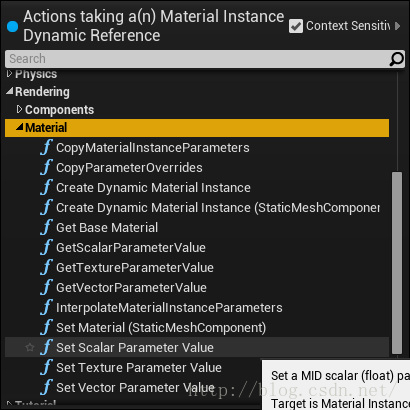 Actions taking a(n) Material Instance
Dynamic Reference
Context Sensitiv
Search
Physics
Rendering
Components
Material
CopyMaterialInstanceParameters
CopyParameterOverrides
Create Dynamic Material Instance
Create Dynamic Material Instance (StaticMeshComponen
Get Base Material
GetScalarParameterValue
GetTextureParameterValue
GetVectorParameterValue
InterpolateMaterialInstanceParameters
Set Material (StaticMeshComponent)
Set Scalar Parameter Value
Set Texture Parameter Value
Set Vector Parameter Value
Tutorial
Set a MID scalar (float) pa
Target is Material Instanc
http://blog.csdn.net/